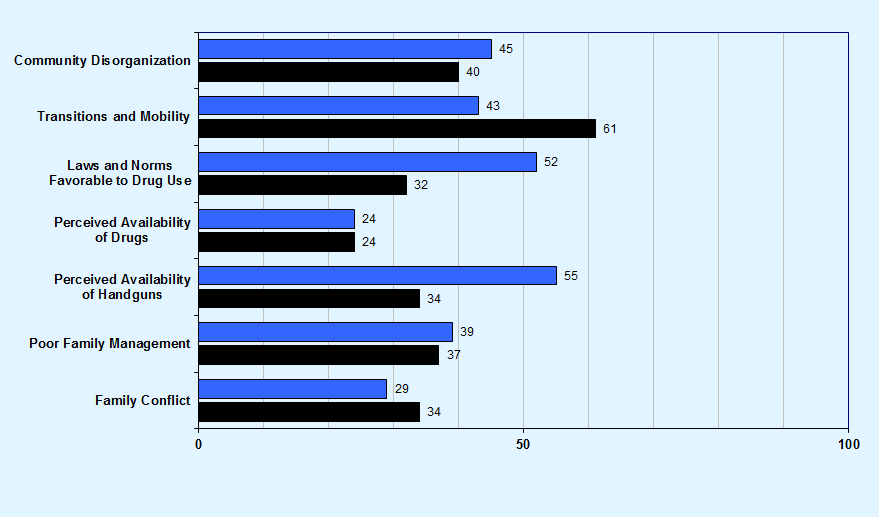 45
Community Disorganization
40
43
Transitions and Mobility
61
Laws and Norms
Favorable to Drug Use
52
32
Perceived Availability
of Drugs
24
24
Perceived Availability
of Handguns
55
34
39
Poor Family Management
37
29
Family Conflict
34
0 50 100